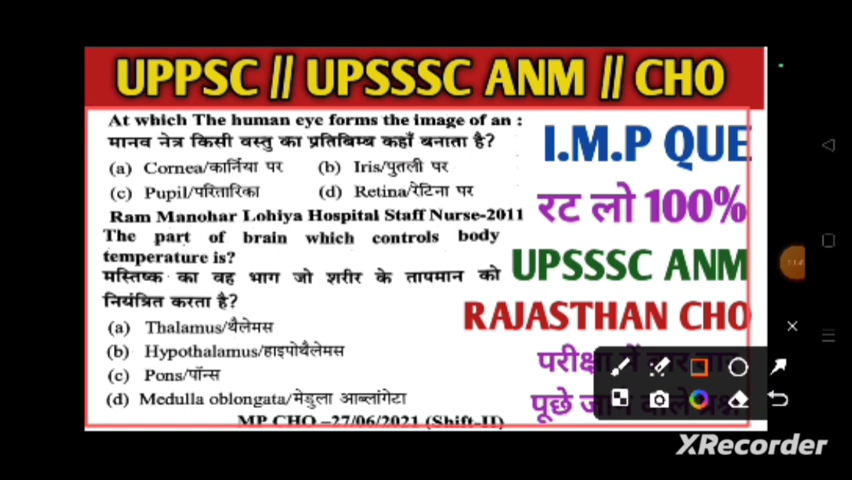 UPPSC || UPSSSC ANM || CHO
At which The human eye forms the image of an :
मानव नेत्र किसी वस्तु का प्रतिबिम्ब कहाँ बनाता है?
(a) Cornea/कार्निया पर (b) Iris/पुतली पर
(c) Pupil/परितारिका (d) Retina/रेटिना पर
Ram Manohar Lohiya Hospital Staff Nurse-2011
The part of brain which controls body
temperature is?
मस्तिष्क का वह भाग जो शरीर के तापमान को
नियंत्रित करता है?
(a) Thalamus/थैलेमस
(b) Hypothalamus/हाइपोथैलेमस
(c) Pons/पॉन्स
(d) Medulla oblongata/मेडुला आब्लांगेटा
MP CHO -27/06/2021 (Shift-II)
I.M.P QUE
रट लो 100%
UPSSSC ANM
RAJASTHAN CHO
परीक्षा में
पूछे जाने वाले प्रश्न
XRecorder